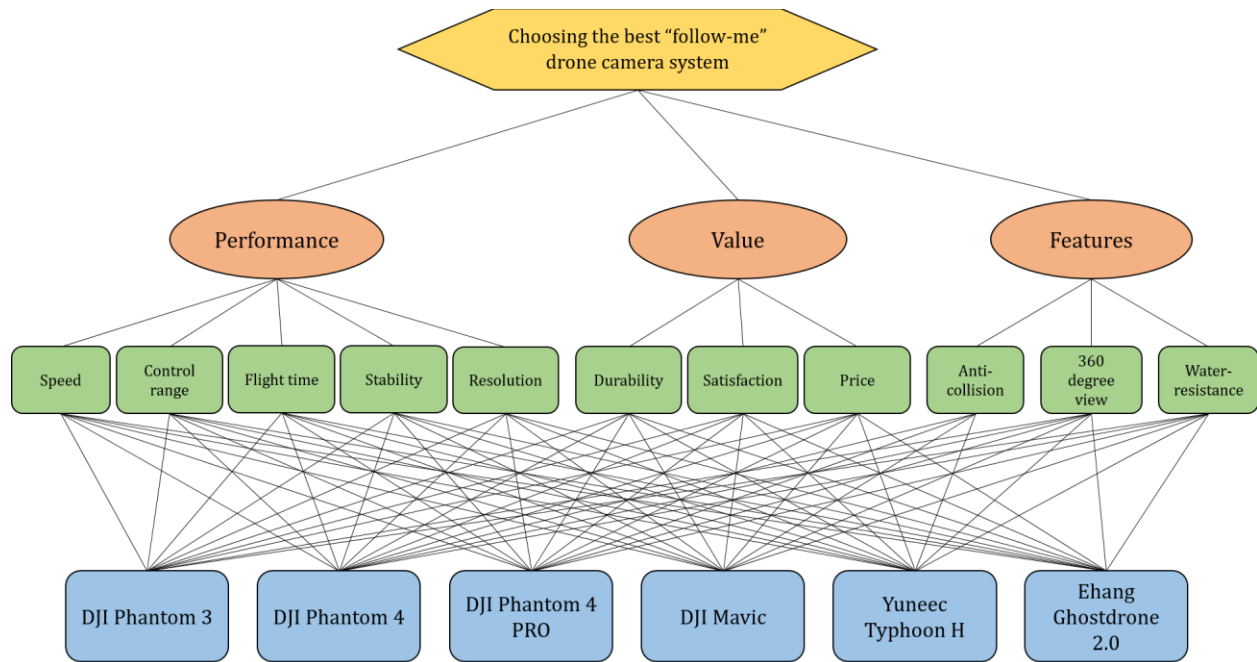 Choosing the best “follow-me”
drone camera system
Performance
Value
Features
Speed
Control
range
Flight time
Stability
Resolution
Durability
Satisfaction
Price
Anti-
collision
360
degree
view
Water-
resistance
DJI Phantom 3
DJI Phantom 4
DJI Phantom 4
PRO
DJI Mavic
Yuneec
Typhoon H
Ehang
Ghostdrone
2.0